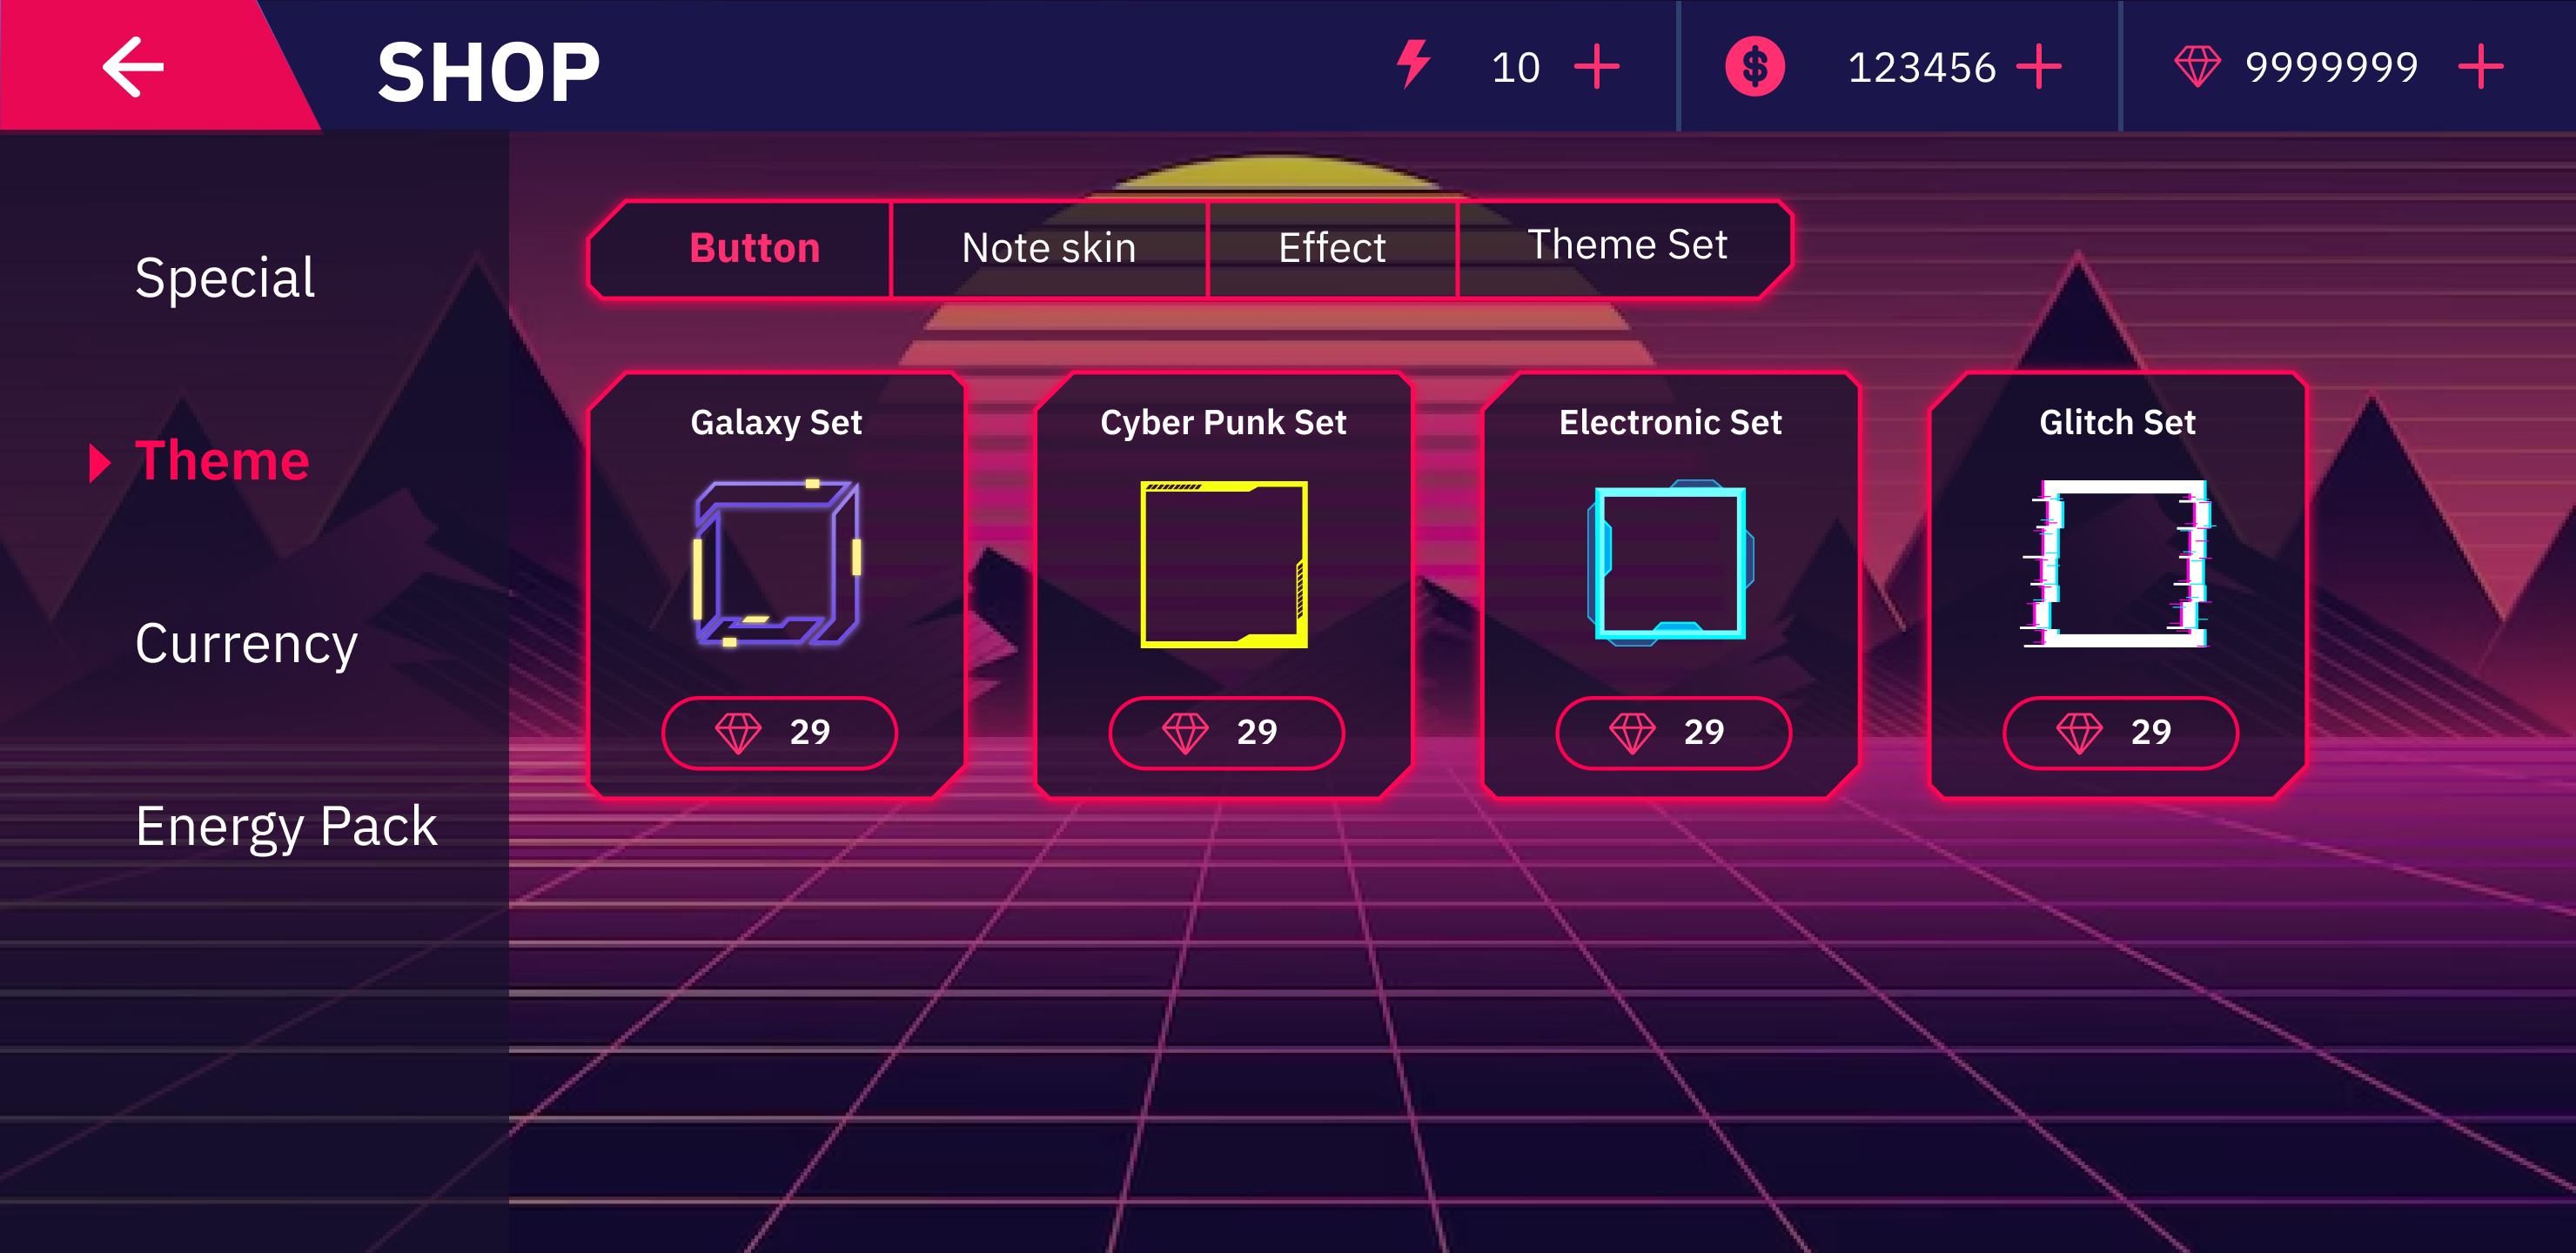 SHOP
10
123456
9999999
Special
Theme
Currency
Energy Pack
Button
Note skin
Effect
Theme Set
Galaxy Set
29
Cyber Punk Set
29
Electronic Set
29
Glitch Set
29